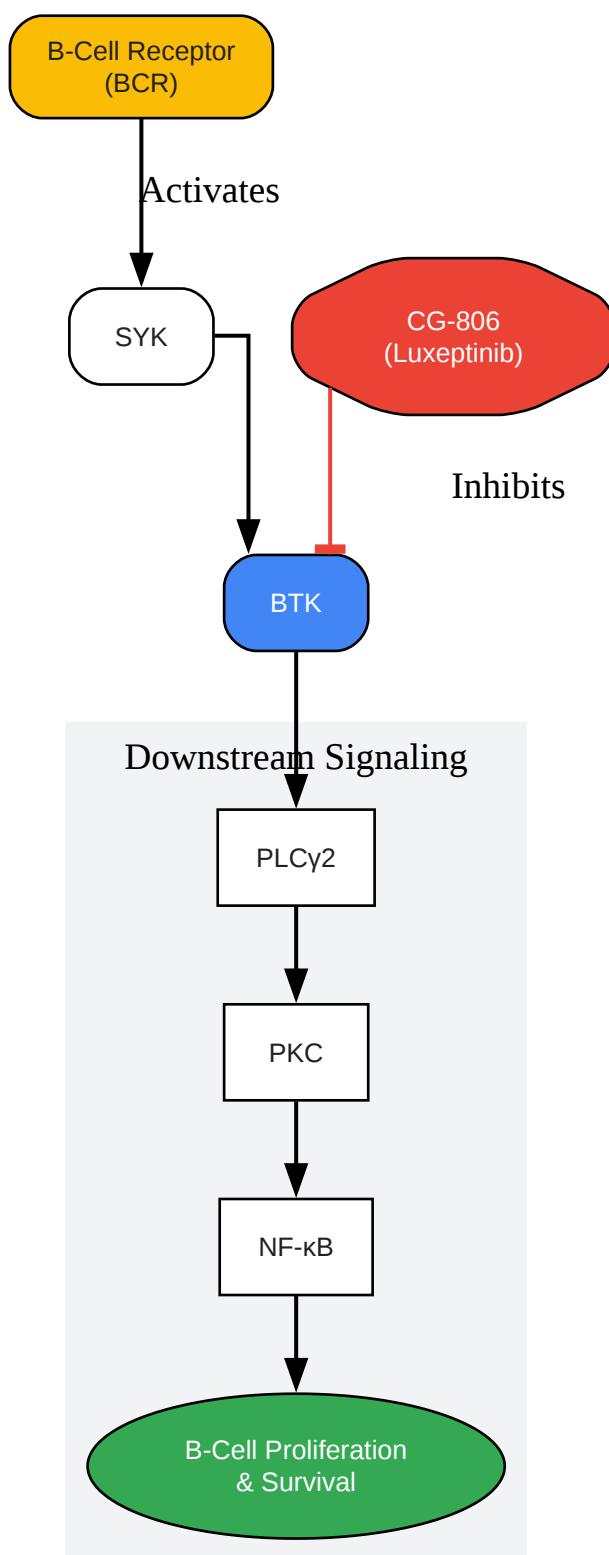 B-Cell Receptor
(BCR)
Activates
SYK
CG-806
(Luxeptinib)
Inhibits
BTK
Downstream Signaling
PLCγ2
PKC
NF-κB
B-Cell Proliferation
& Survival